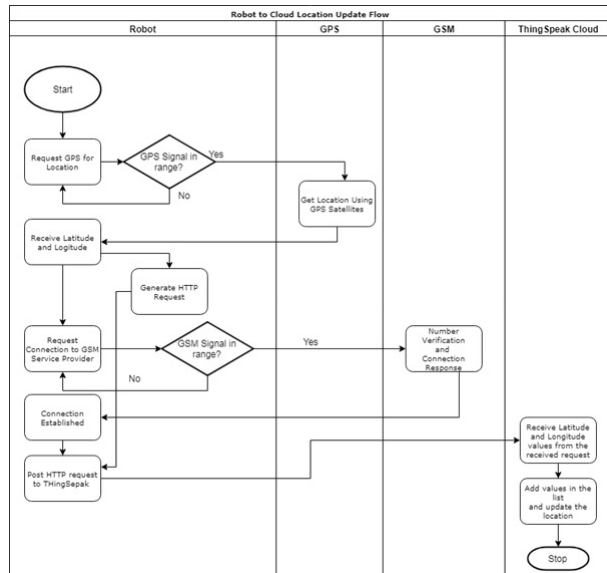 Robot to Cloud Location Update Flow
Robot
GPS
GSM
ThingSpeak Cloud
Start
Request GPS for
Location
GPS Signal in
range?
Yes
No
Get Location Using
GPS Satellites
Receive Latitude
and Logitude
Generate HTTP
Request
Request
Connection to GSM
Service Provider
GSM Signal in
range?
Yes
No
Number
Verification
and
Connection
Response
Connection
Established
Post HTTP request
to THingSepak
Receive Latitude
and Longitude
values from the
received request
Add values in the
list
and update the
location
Stop